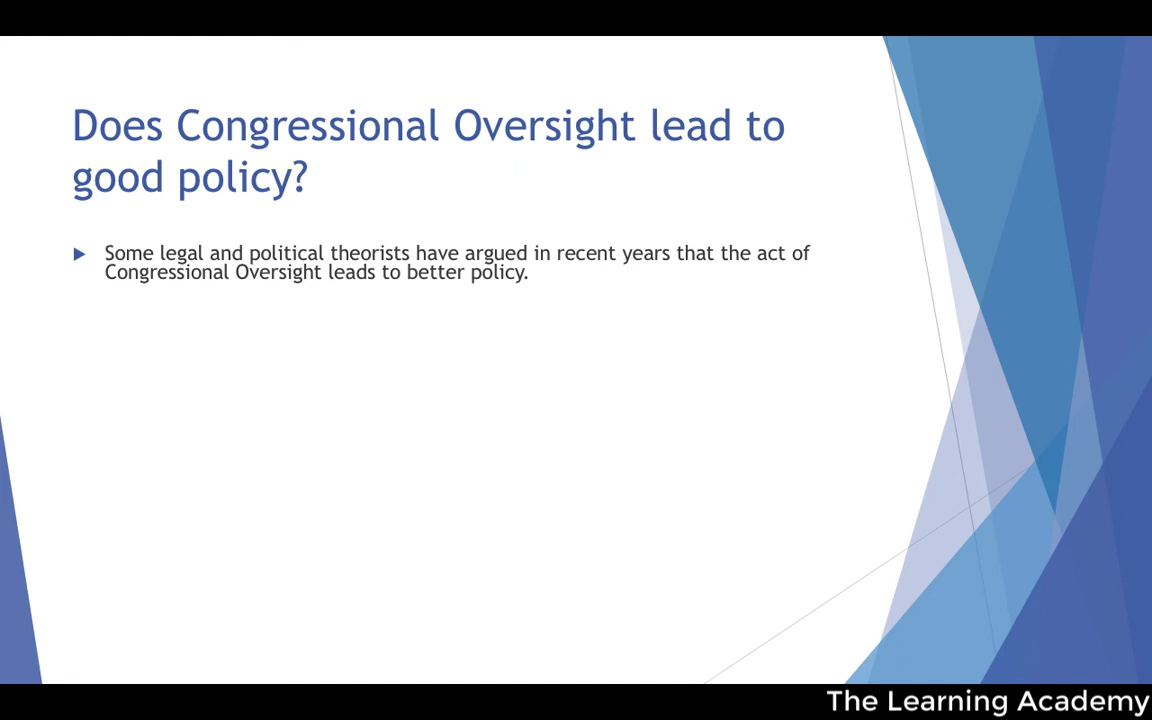 Does Congressional Oversight lead to
good policy?
Some legal and political theorists have argued in recent years that the act of
Congressional Oversight leads to better policy.
The Learning Academy